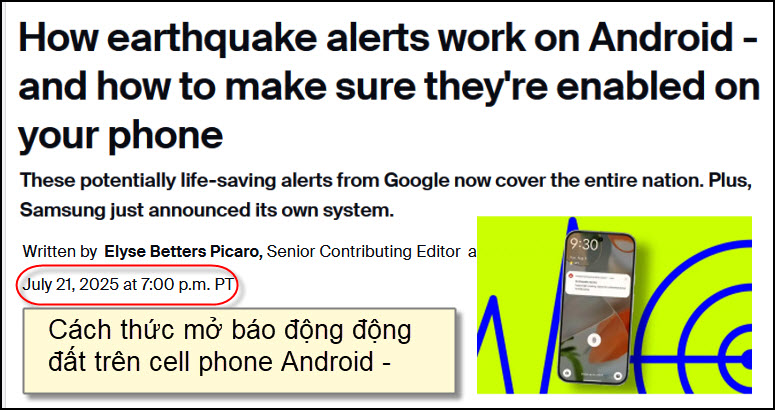 How earthquake alerts work on Android -
and how to make sure they're enabled on
your phone
These potentially life-saving alerts from Google now cover the entire nation. Plus,
Samsung just announced its own system.
Written by Elyse Betters Picaro, Senior Contributing Editor a
July 21, 2025 at 7:00 p.m. PT
Cách thức mở báo động động
đất trên cell phone Android -
9:30